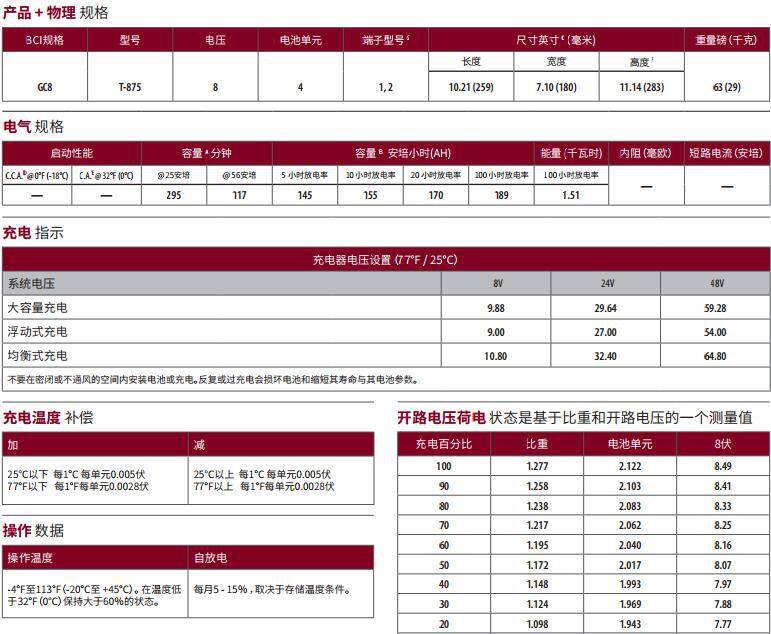 产品 + 物理 规格
BCI规格 型号 电压 电池单元 端子型号 G 尺寸英寸 C (毫米) 重量磅 (千克)
长度 宽度 高度 F
GC8 T-875 8 4 1, 2 10.21 (259) 7.10 (180) 11.14 (283) 63 (29)
电气 规格
启动性能 容量 A 分钟 容量 B 安培小时(AH) 能量 (千瓦时) 内阻 (毫欧) 短路电流 (安培)
C.C.A.D@ 0°F (-18°C) C.A.E@ 32°F (0°C) @ 25安培 @ 56安培 5 小时放电率 10 小时放电率 20 小时放电率 100 小时放电率 100 小时放电率
— — 295 117 145 155 170 189 1.51 — —
充电 指示
充电器电压设置 (77°F / 25°C)
系统电压 8V 24V 48V
大容量充电 9.88 29.64 59.28
浮动式充电 9.00 27.00 54.00
均衡式充电 10.80 32.40 64.80
不要在密闭或不通风的空间内安装电池或充电。反复或过充电会损坏电池和缩短其寿命与其电池参数。
充电温度 补偿
加 减
25°C以下 每1°C 每单元0.005伏 25°C以上 每1°C 每单元0.005伏
77°F以下 每1°F每单元0.0028伏 77°F以上 每1°F每单元0.0028伏
操作 数据
操作温度 自放电
-4°F至113°F (-20°C至 +45°C) 。在温度低 每月5 - 15% , 取决于存储温度条件。
于32°F (0°C) 保持大于60%的状态。
开路电压荷电 状态是基于比重和开路电压的一个测量值
充电百分比 比重 电池单元 8伏
100 1.277 2.122 8.49
90 1.258 2.103 8.41
80 1.238 2.083 8.33
70 1.217 2.062 8.25
60 1.195 2.040 8.16
50 1.172 2.017 8.07
40 1.148 1.993 7.97
30 1.124 1.969 7.88
20 1.098 1.943 7.77